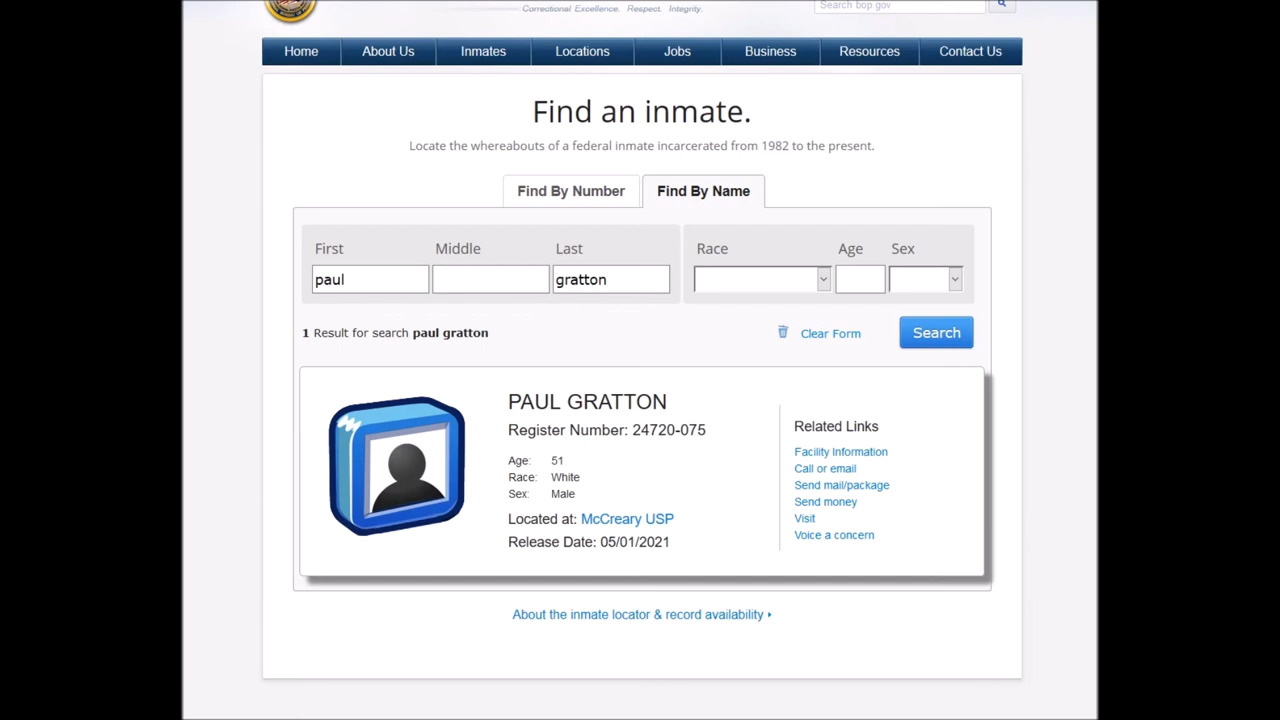 Correctional Excellence. Respect. Integrity.
Search bop gov
Home About Us Inmates Locations Jobs Business Resources Contact Us
Find an inmate.
Locate the whereabouts of a federal inmate incarcerated from 1982 to the present.
Find By Number Find By Name
First Middle Last Race Age Sex
paul gratton
1 Result for search paul gratton
Clear Form Search
PAUL GRATTON
Register Number: 24720-075
Age: 51
Race: White
Sex: Male
Located at: McCreary USP
Release Date: 05/01/2021
Related Links
Facility Information
Call or email
Send mail/package
Send money
Visit
Voice a concern
About the inmate locator & record availability